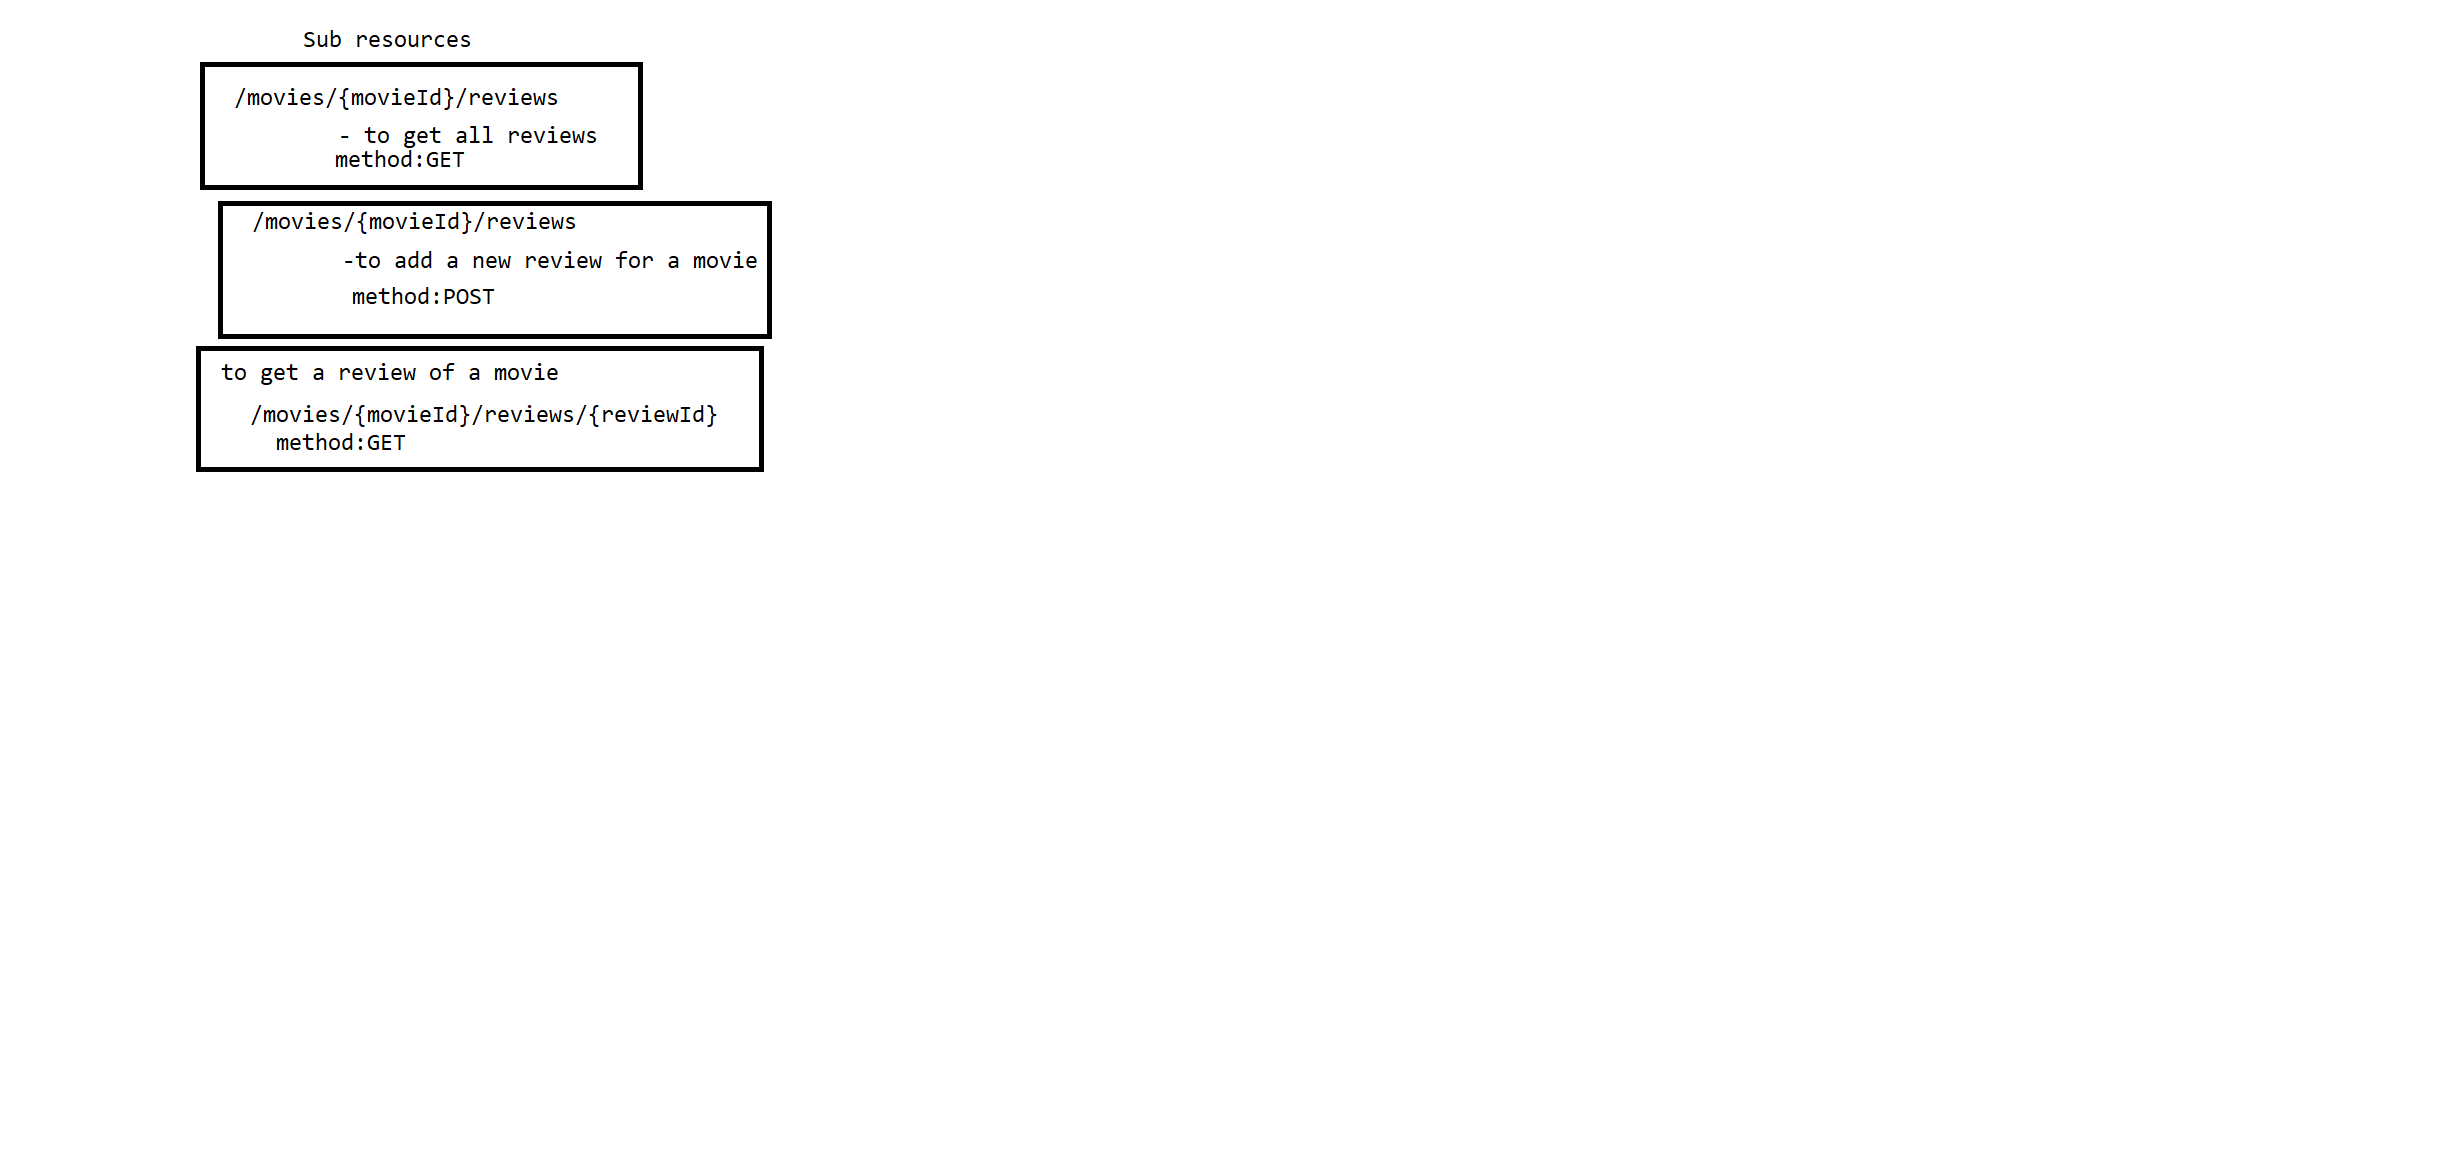 Sub resources
/movies/{movieId}/reviews
- to get all reviews
method:GET
/movies/{movieId}/reviews
-to add a new review for a movie
method:POST
to get a review of a movie
/movies/{movieId}/reviews/{reviewId}
method:GET